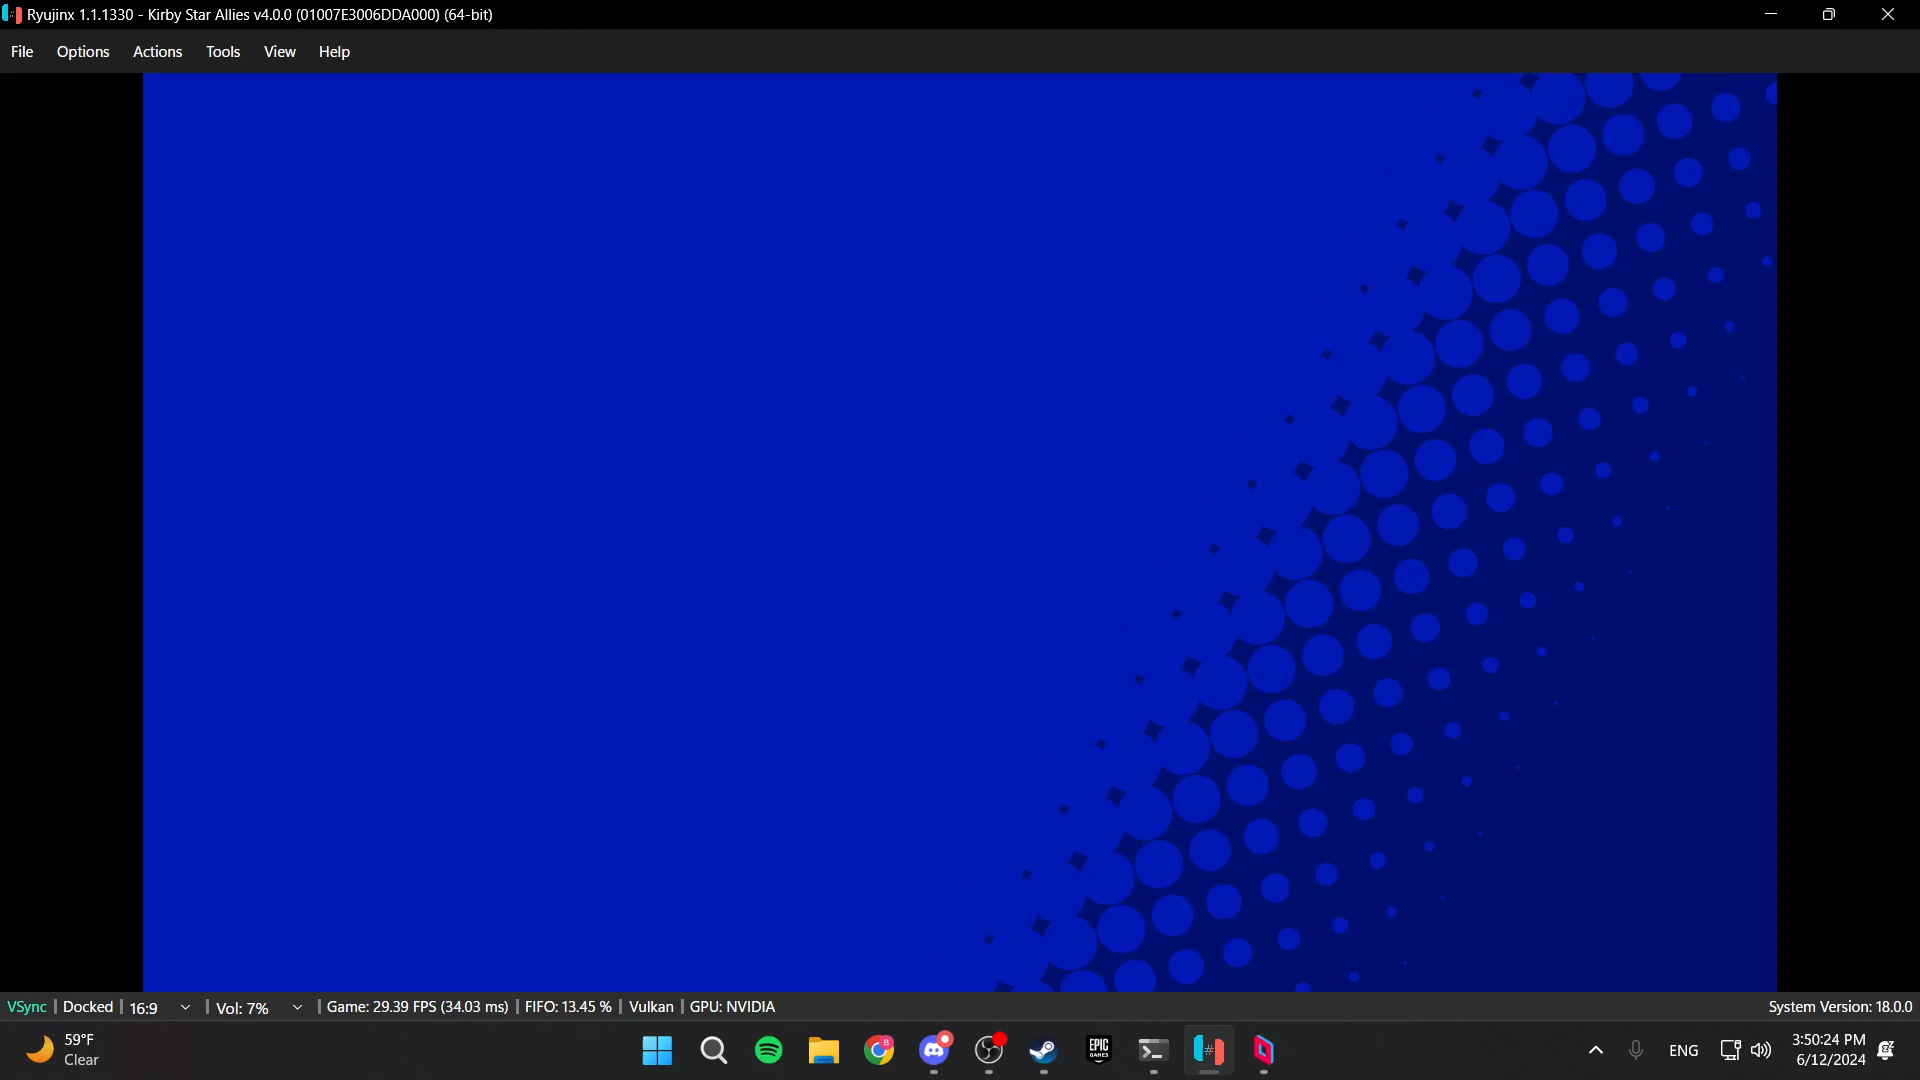 Ryujinx 1.1.1330 - Kirby Star Allies v4.0.0 (01007E3006DDA000) (64-bit)
File Options Actions Tools View Help
VSync | Docked | 16:9 | Vol: 7% | Game: 29.39 FPS (34.03 ms) | FIFO: 13.45 % | Vulkan | GPU: NVIDIA System Version: 18.0.0
59°F
Clear
B
EPIC
GAMES
#
ENG
3:50:24 PM
6/12/2024